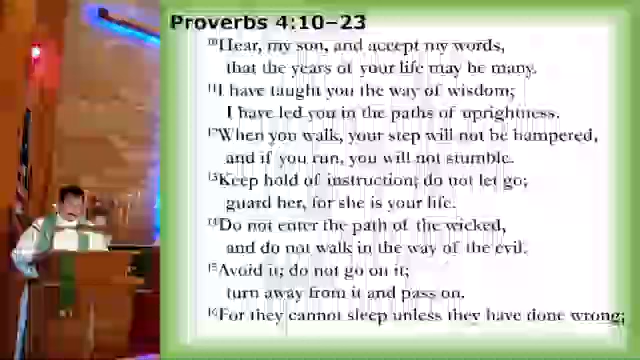 Proverbs 4:10–23
¹⁰Hear, my son, and accept my words,
that the years of your life may be many.
¹¹I have taught you the way of wisdom;
I have led you in the paths of uprightness.
¹²When you walk, your step will not be hampered,
and if you run, you will not stumble.
¹³Keep hold of instruction; do not let go;
guard her, for she is your life.
¹⁴Do not enter the path of the wicked,
and do not walk in the way of the evil.
¹⁵Avoid it; do not go on it;
turn away from it and pass on.
¹⁶For they cannot sleep unless they have done wrong;